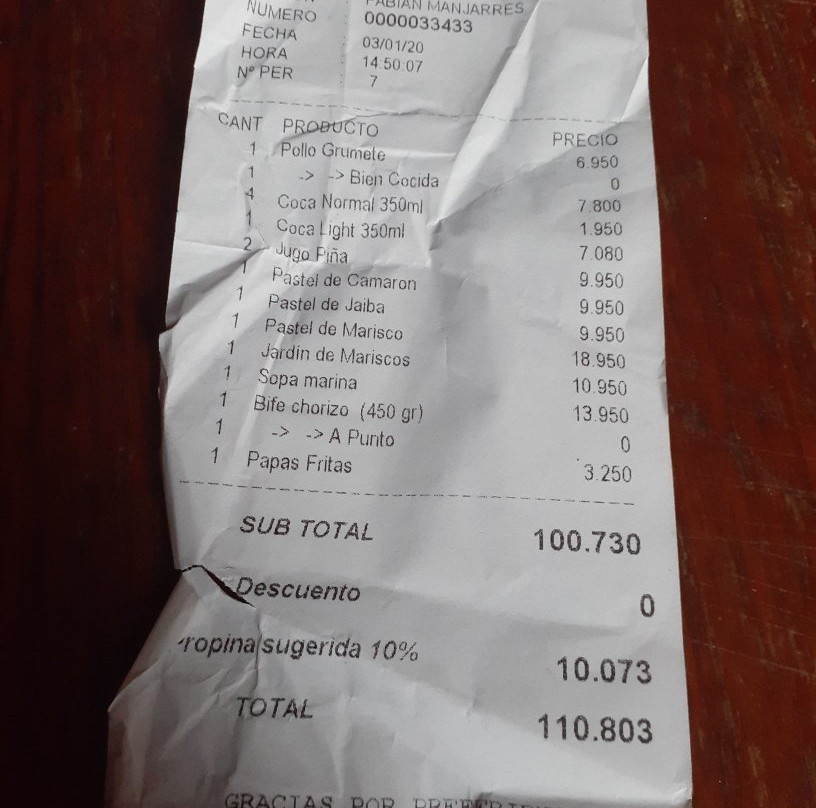 FABIAN MANJARRES
NUMERO : 0000033433
FECHA : 03/01/20
HORA : 14:50:07
Nº PER : 7
CANT PRODUCTO PRECIO
1 Pollo Grumete 6.950
1 -> -> Bien Cocida 0
4 Coca Normal 350ml 7.800
1 Coca Light 350ml 1.950
2 Jugo Piña 7.080
1 Pastel de Camaron 9.950
1 Pastel de Jaiba 9.950
1 Pastel de Marisco 9.950
1 Jardin de Mariscos 18.950
1 Sopa marina 10.950
1 Bife chorizo (450 gr) 13.950
1 -> -> A Punto 0
1 Papas Fritas 3.250
SUB TOTAL 100.730
Descuento 0
ropina sugerida 10% 10.073
TOTAL 110.803
GRACIAS POR